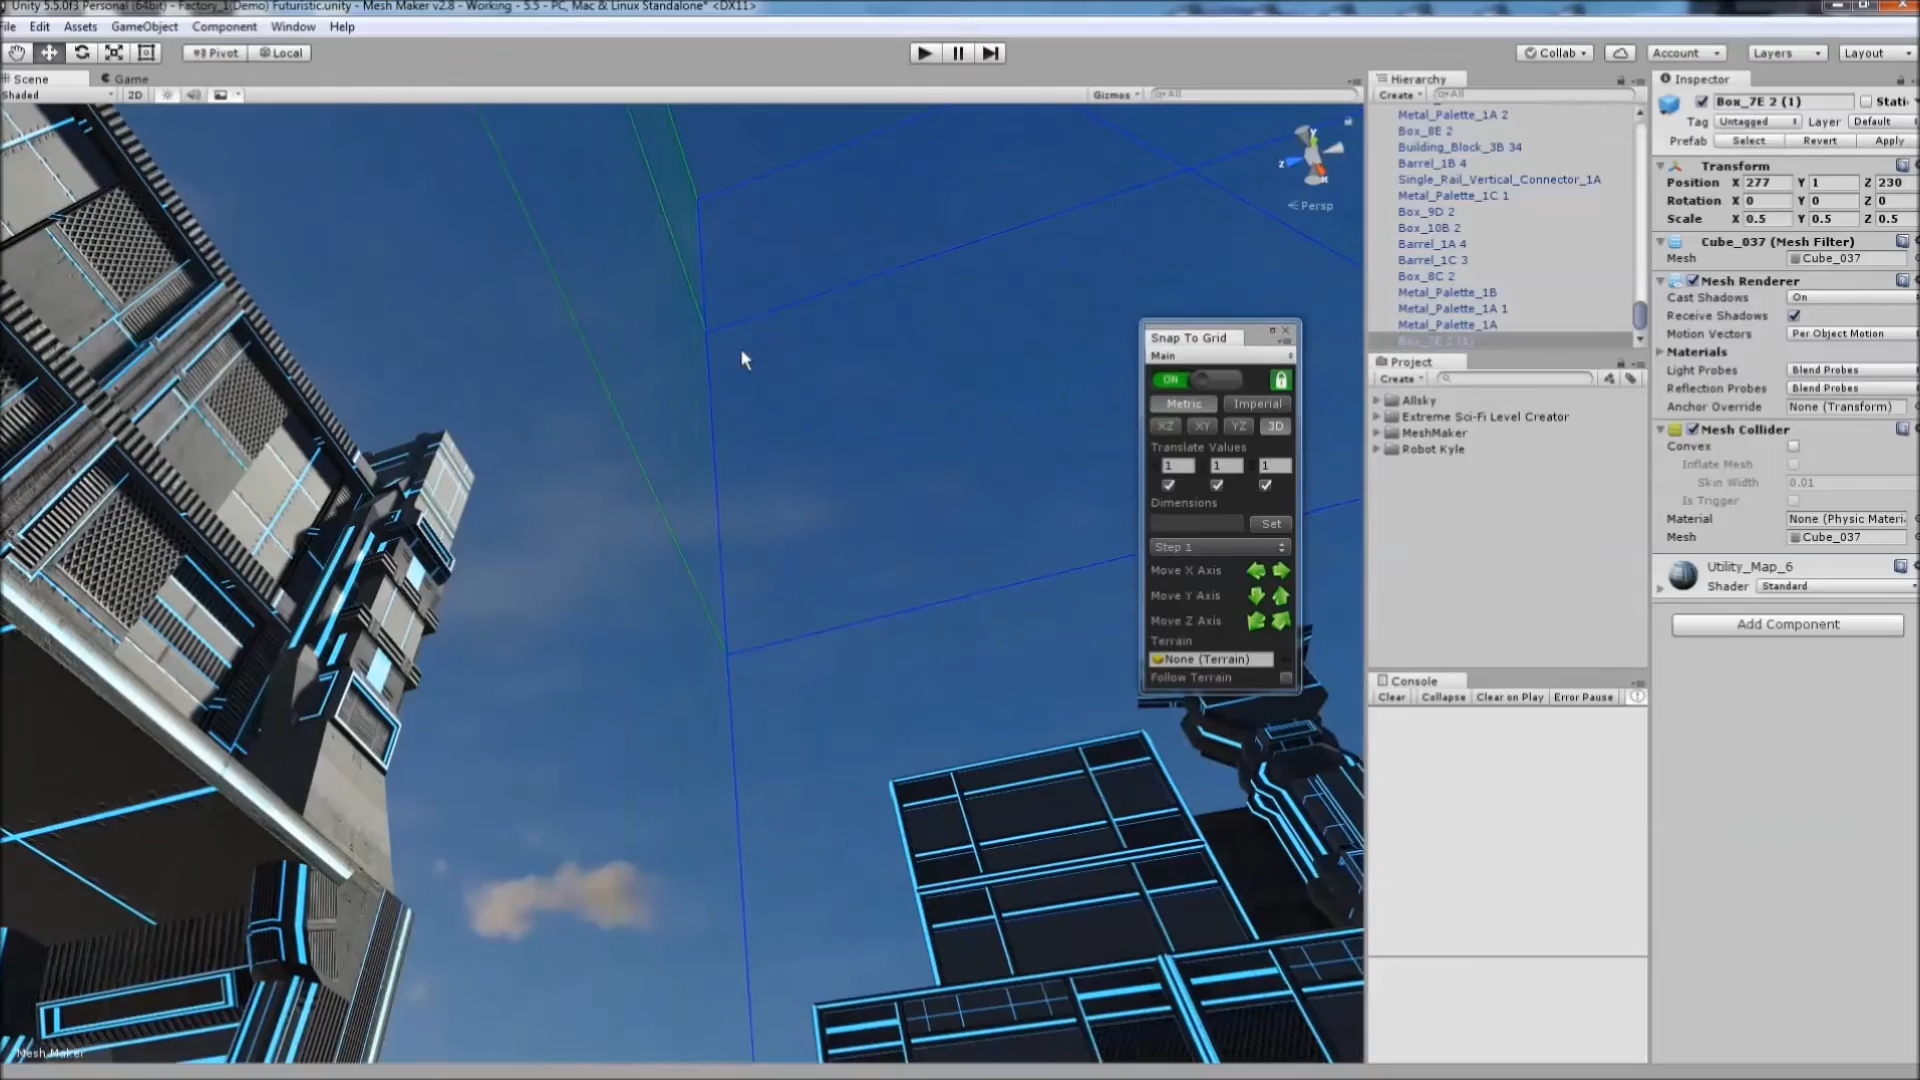 Unity 5.5.0f3 Personal (64bit) - Factory_1(Demo) Futuristic.unity - Mesh Maker v2.8 - Working - 5.5 - PC, Mac & Linux Standalone* <DX11>
File Edit Assets GameObject Component Window Help
Pivot Local
Collab Account Layers Layout
Scene Game
Shaded 2D Gizmos All
y
z
x
Persp
Snap To Grid
Main
ON
Metric Imperial
XZ XY YZ 3D
Translate Values
1 1 1
Dimensions
Set
Step 1
Move X Axis
Move Y Axis
Move Z Axis
Terrain
None (Terrain)
Follow Terrain
Mesh Maker
Hierarchy
Create All
Metal_Palette_1A 2
Box_8E 2
Building_Block_3B 34
Barrel_1B 4
Single_Rail_Vertical_Connector_1A
Metal_Palette_1C 1
Box_9D 2
Box_10B 2
Barrel_1A 4
Barrel_1C 3
Box_8C 2
Metal_Palette_1B
Metal_Palette_1A 1
Metal_Palette_1A
Box_7E 2 (1)
Project
Create
Allsky
Extreme Sci-Fi Level Creator
MeshMaker
Robot Kyle
Console
Clear Collapse Clear on Play Error Pause
Inspector
Box_7E 2 (1) Stati
Tag Untagged Layer Default
Prefab Select Revert Apply
Transform
Position X 277 Y 1 Z 230
Rotation X 0 Y 0 Z 0
Scale X 0.5 Y 0.5 Z 0.5
Cube_037 (Mesh Filter)
Mesh Cube_037
Mesh Renderer
Cast Shadows On
Receive Shadows
Motion Vectors Per Object Motion
Materials
Light Probes Blend Probes
Reflection Probes Blend Probes
Anchor Override None (Transform)
Mesh Collider
Convex
Inflate Mesh
Skin Width 0.01
Is Trigger
Material None (Physic Materi
Mesh Cube_037
Utility_Map_6
Shader Standard
Add Component